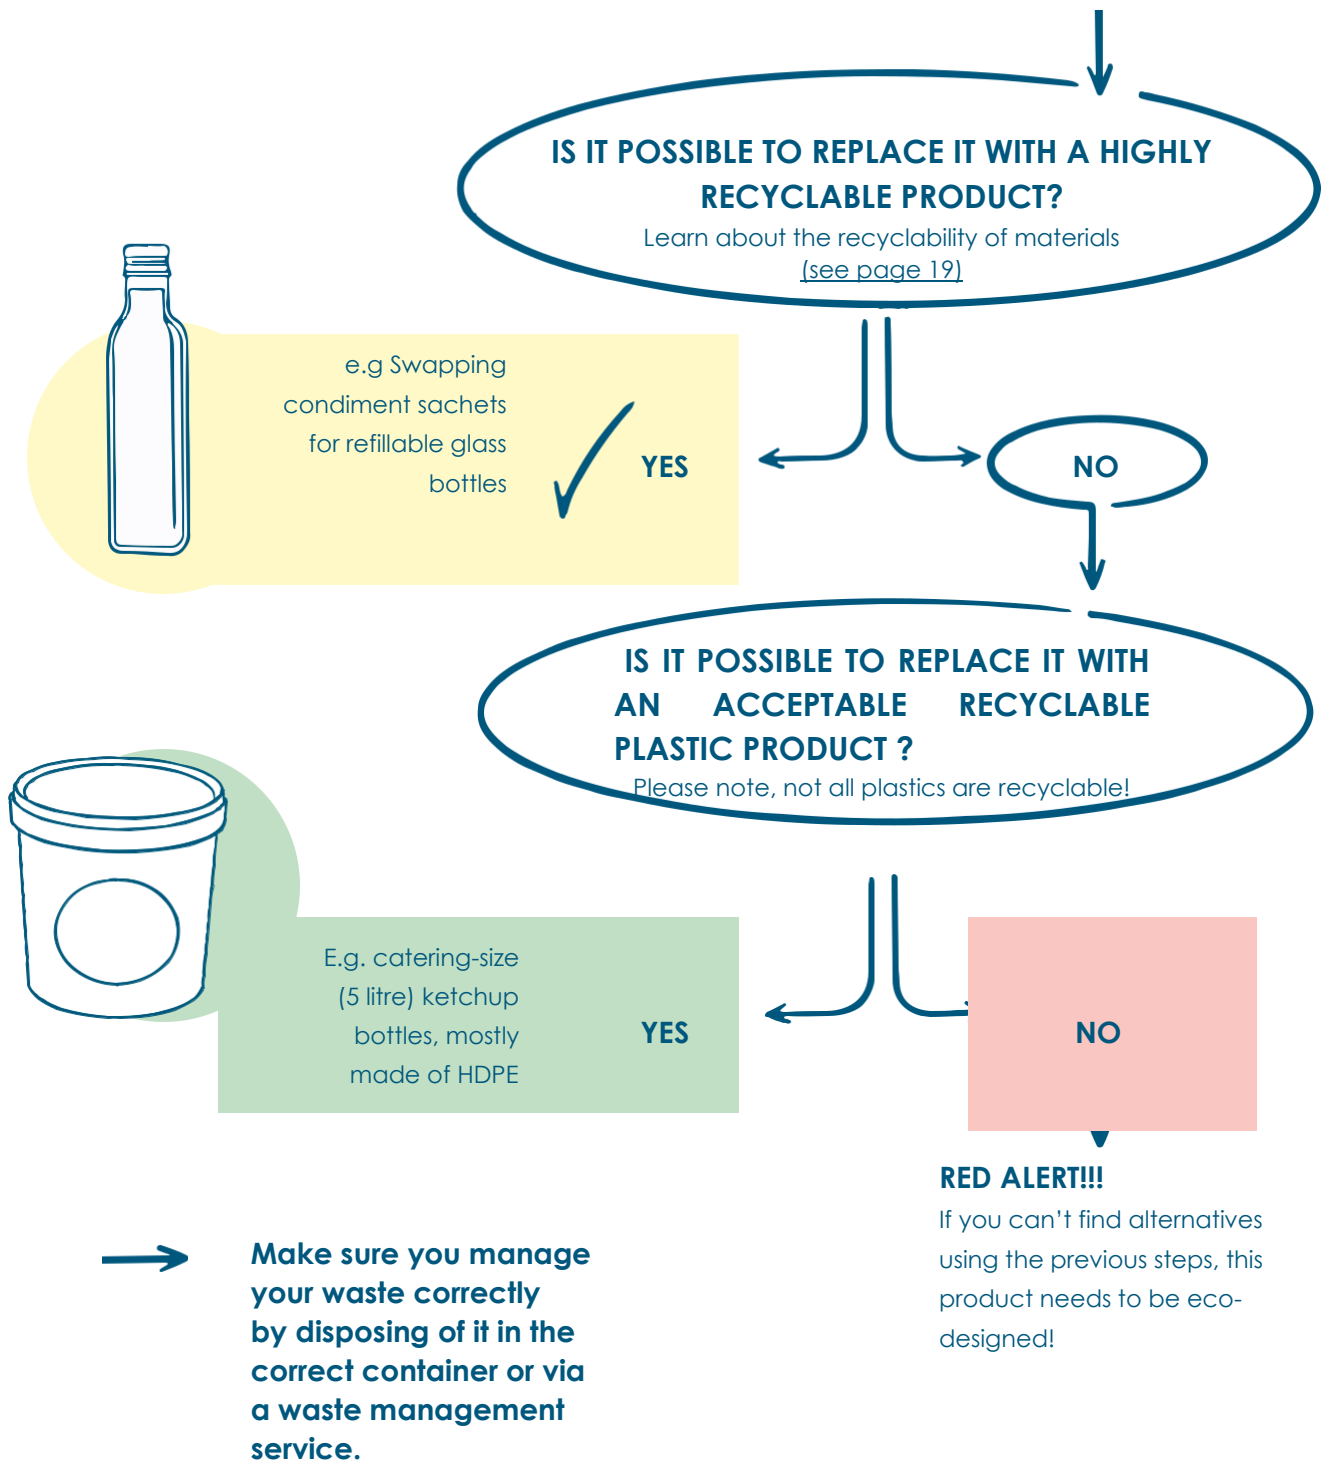 IS IT POSSIBLE TO REPLACE IT WITH A HIGHLY
RECYCLABLE PRODUCT?
Learn about the recyclability of materials
(see page 19)
e.g Swapping
condiment sachets
for refillable glass
bottles
YES
NO
IS IT POSSIBLE TO REPLACE IT WITH
AN ACCEPTABLE RECYCLABLE
PLASTIC PRODUCT ?
Please note, not all plastics are recyclable!
E.g. catering-size
(5 litre) ketchup
bottles, mostly
made of HDPE
YES
NO
RED ALERT!!!
If you can’t find alternatives
using the previous steps, this
product needs to be eco-
designed!
Make sure you manage
your waste correctly
by disposing of it in the
correct container or via
a waste management
service.